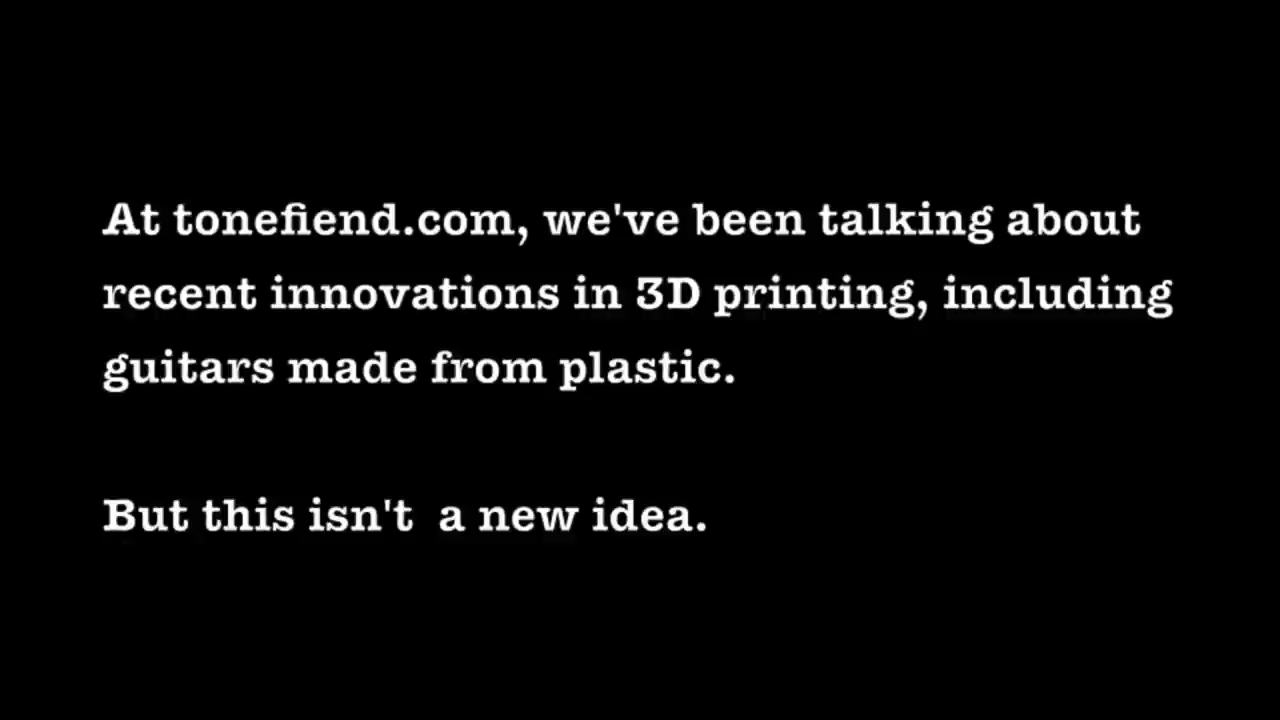 At tonefiend.com, we've been talking about
recent innovations in 3D printing, including
guitars made from plastic.
But this isn't  a new idea.